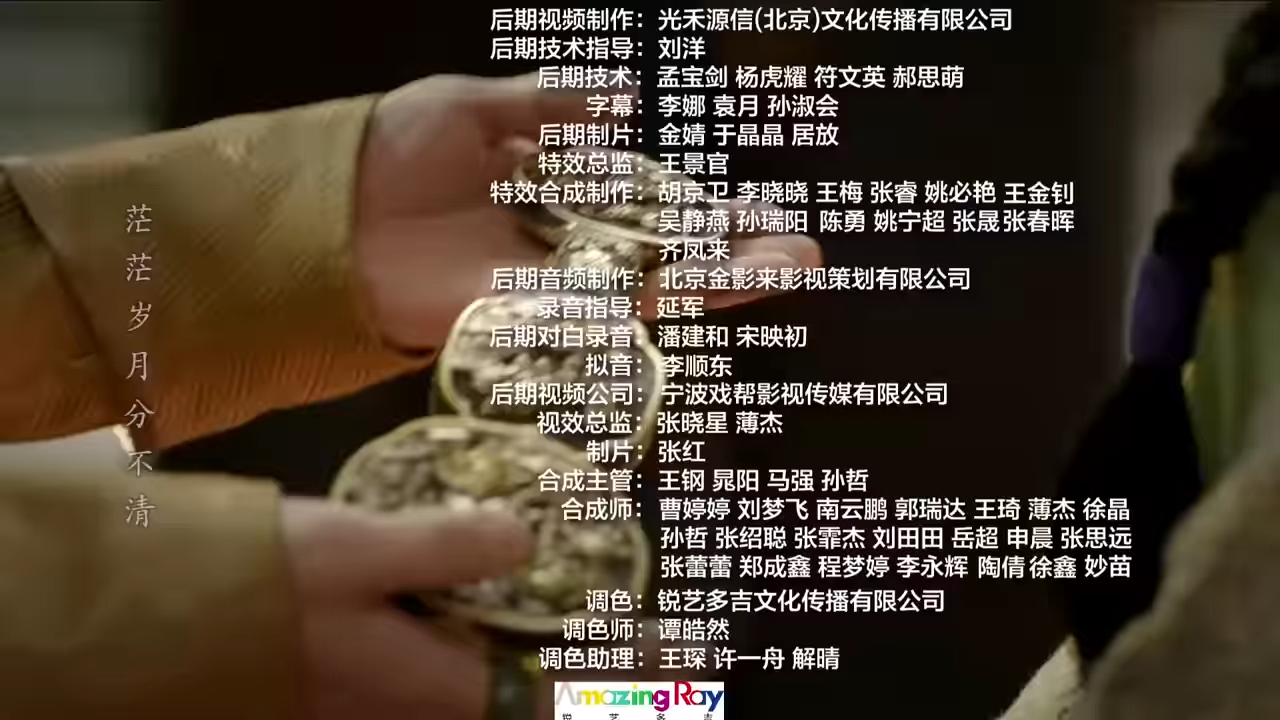 后期视频制作：光禾源信(北京)文化传播有限公司
后期技术指导：刘洋
后期技术：孟宝剑 杨虎耀 符文英 郝思萌
字幕：李娜 袁月 孙淑会
后期制片：金婧 于晶晶 居放
特效总监：王景官
特效合成制作：胡京卫 李晓晓 王梅 张睿 姚必艳 王金钊
吴静燕 孙瑞阳 陈勇 姚宁超 张晟 张春晖
齐凤来
后期音频制作：北京金影来影视策划有限公司
录音指导：延军
后期对白录音：潘建和 宋映初
拟音：李顺东
后期视频公司：宁波戏帮影视传媒有限公司
视效总监：张晓星 薄杰
制片：张红
合成主管：王钢 晁阳 马强 孙哲
合成师：曹婷婷 刘梦飞 南云鹏 郭瑞达 王琦 薄杰 徐晶
孙哲 张绍聪 张霏杰 刘田田 岳超 申晨 张思远
张蕾蕾 郑成鑫 程梦婷 李永辉 陶倩 徐鑫 妙苗
调色：锐艺多吉文化传播有限公司
调色师：谭皓然
调色助理：王琛 许一舟 解晴
Amazing Ray
锐艺多吉
茫茫岁月分不清